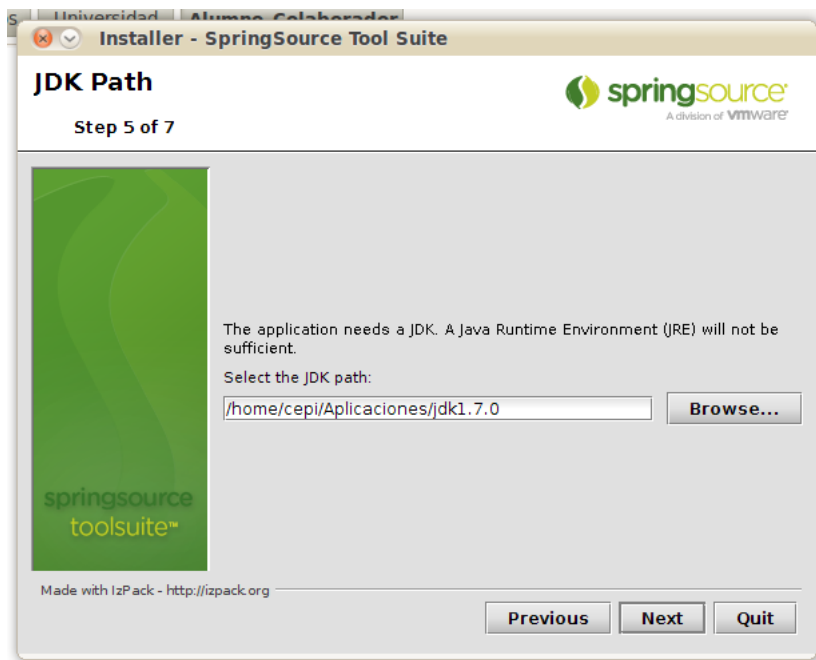 Universidad Alumno Colaborador
Installer - SpringSource Tool Suite
JDK Path
Step 5 of 7
springsource
A division of vmware
The application needs a JDK. A Java Runtime Environment (JRE) will not be
sufficient.
Select the JDK path:
/home/cepi/Aplicaciones/jdk1.7.0
Browse...
springsource
toolsuite™
Made with IzPack - http://izpack.org
Previous Next Quit